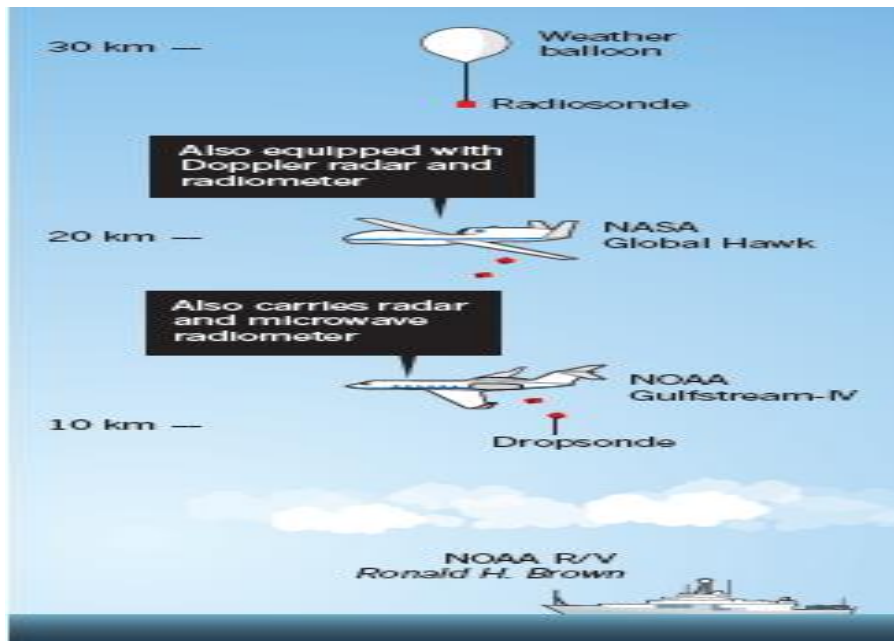 30 km
Weather
balloon
Radiosonde
Also equipped with
Doppler radar and
radiometer
20 km
NASA
Global Hawk
Also carries radar
and microwave
radiometer
NOAA
Gulfstream-IV
10 km
Dropsonde
NOAA R/V
Ronald H. Brown